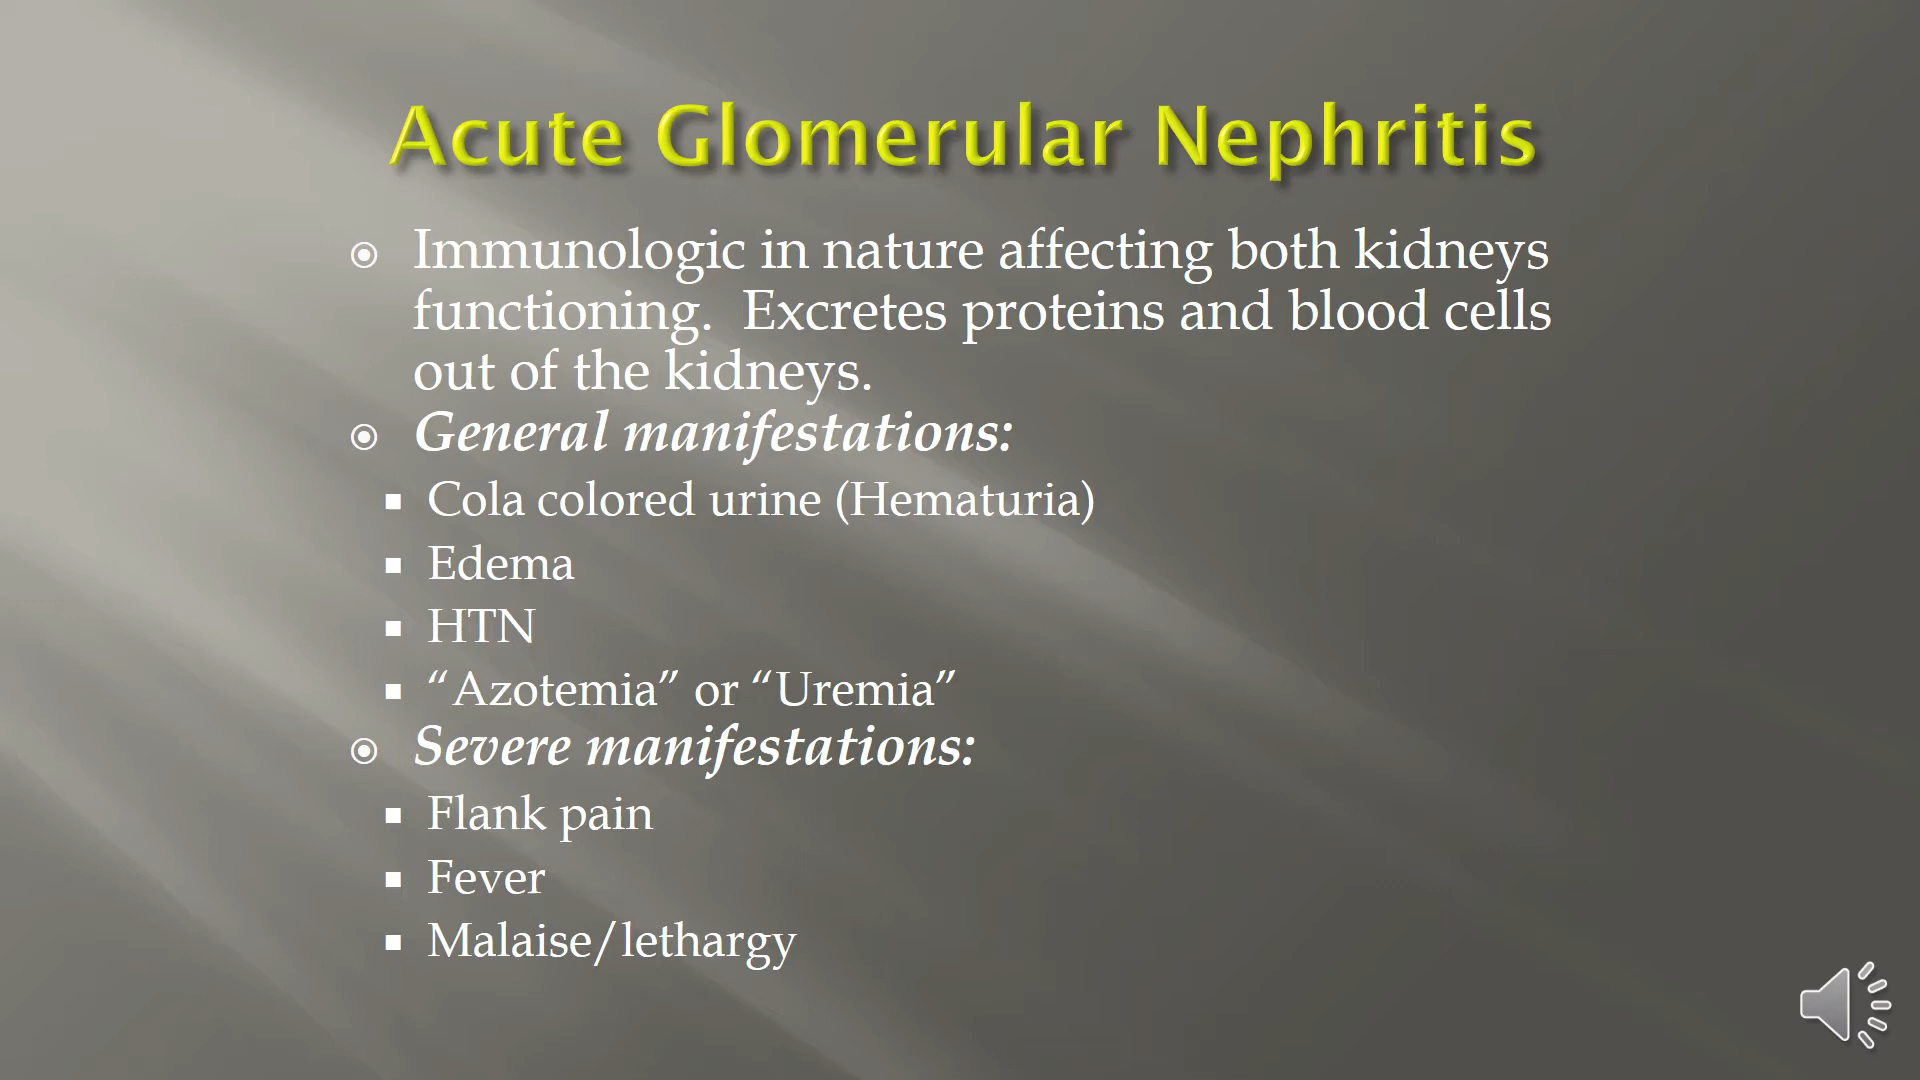 Acute Glomerular Nephritis
Immunologic in nature affecting both kidneys
functioning.  Excretes proteins and blood cells
out of the kidneys.
General manifestations:
Cola colored urine (Hematuria)
Edema
HTN
“Azotemia” or “Uremia”
Severe manifestations:
Flank pain
Fever
Malaise/lethargy